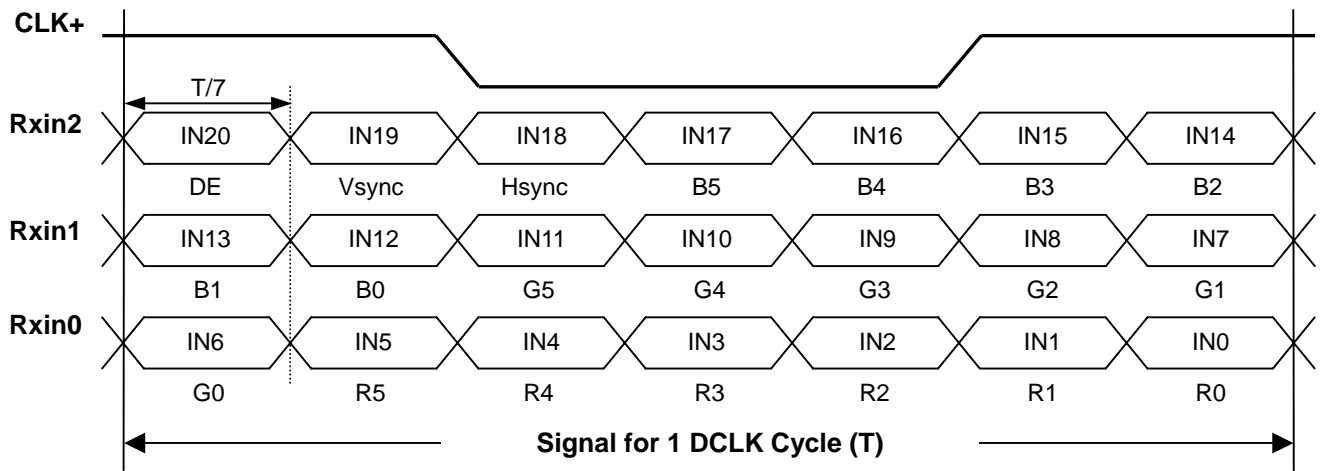 CLK+
T/7
Rxin2 IN20 IN19 IN18 IN17 IN16 IN15 IN14
DE Vsync Hsync B5 B4 B3 B2
Rxin1 IN13 IN12 IN11 IN10 IN9 IN8 IN7
B1 B0 G5 G4 G3 G2 G1
Rxin0 IN6 IN5 IN4 IN3 IN2 IN1 IN0
G0 R5 R4 R3 R2 R1 R0
Signal for 1 DCLK Cycle (T)